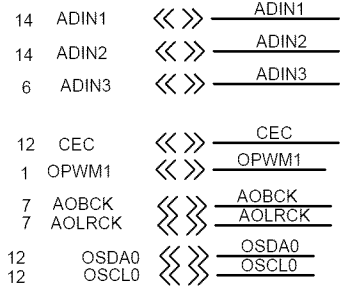 14 ADIN1 ADIN1
14 ADIN2 ADIN2
6 ADIN3 ADIN3
12 CEC CEC
1 OPWM1 OPWM1
7 AOBCK AOBCK
7 AOLRCK AOLRCK
12 OSDA0 OSDA0
12 OSCL0 OSCL0